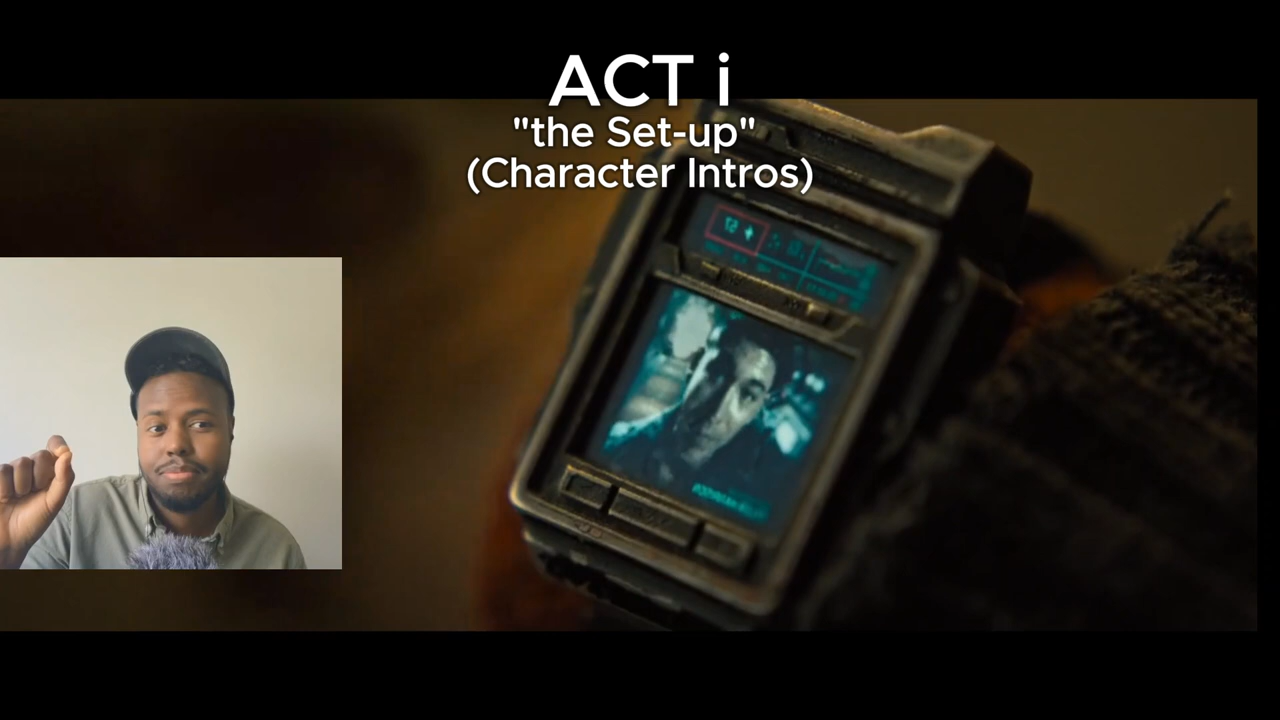 ACT i
"the Set-up"
(Character Intros)